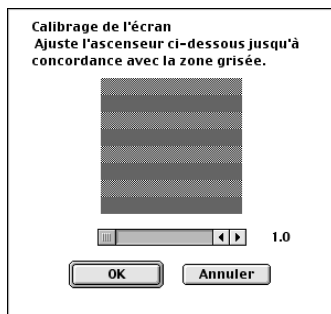 Calibrage de l'écran
Ajuste l'ascenseur ci-dessous jusqu'à
concordance avec la zone grisée.
1.0
OK Annuler